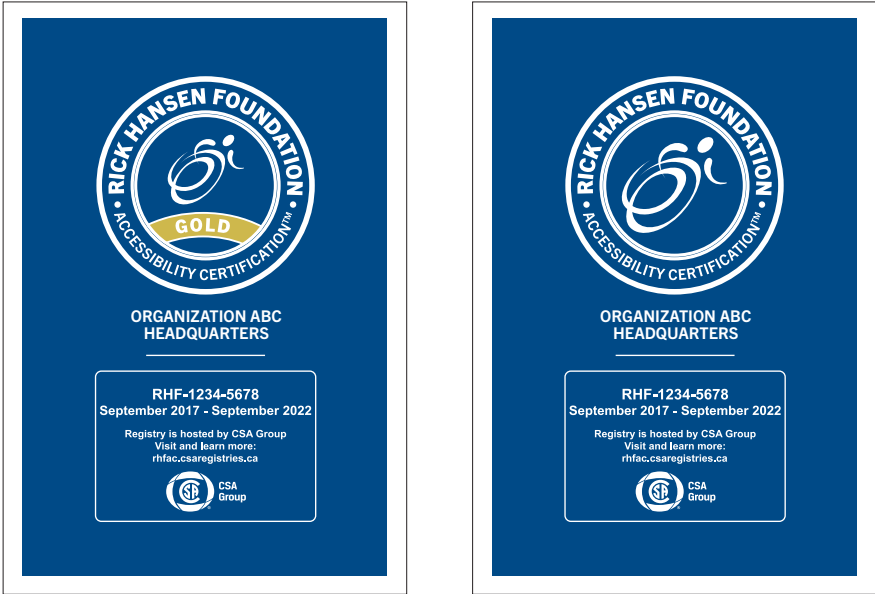 • RICK HANSEN FOUNDATION •
GOLD
ACCESSIBILITY CERTIFICATION™
ORGANIZATION ABC
HEADQUARTERS
RHF-1234-5678
September 2017 - September 2022
Registry is hosted by CSA Group
Visit and learn more:
rhfac.csaregistries.ca
CSA
CSA
Group
• RICK HANSEN FOUNDATION •
ACCESSIBILITY CERTIFICATION™
ORGANIZATION ABC
HEADQUARTERS
RHF-1234-5678
September 2017 - September 2022
Registry is hosted by CSA Group
Visit and learn more:
rhfac.csaregistries.ca
CSA
CSA
Group